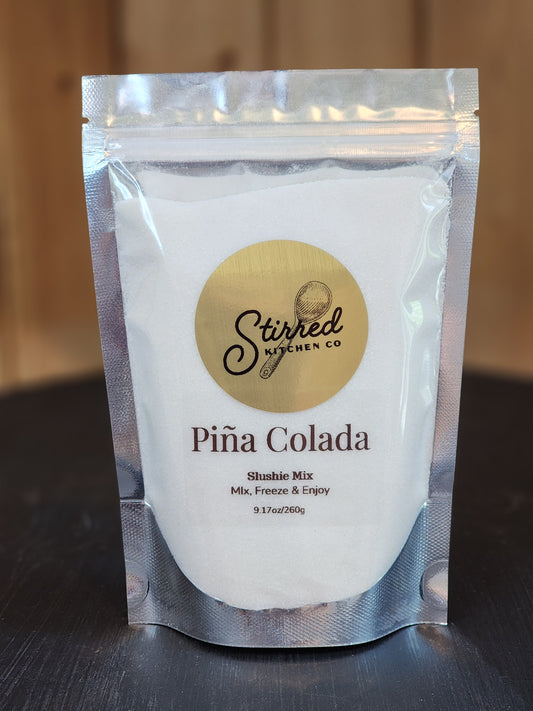 Stirred
KITCHEN CO
Piña Colada
Slushie Mix
MIx, Freeze & Enjoy
9.17oz/260g